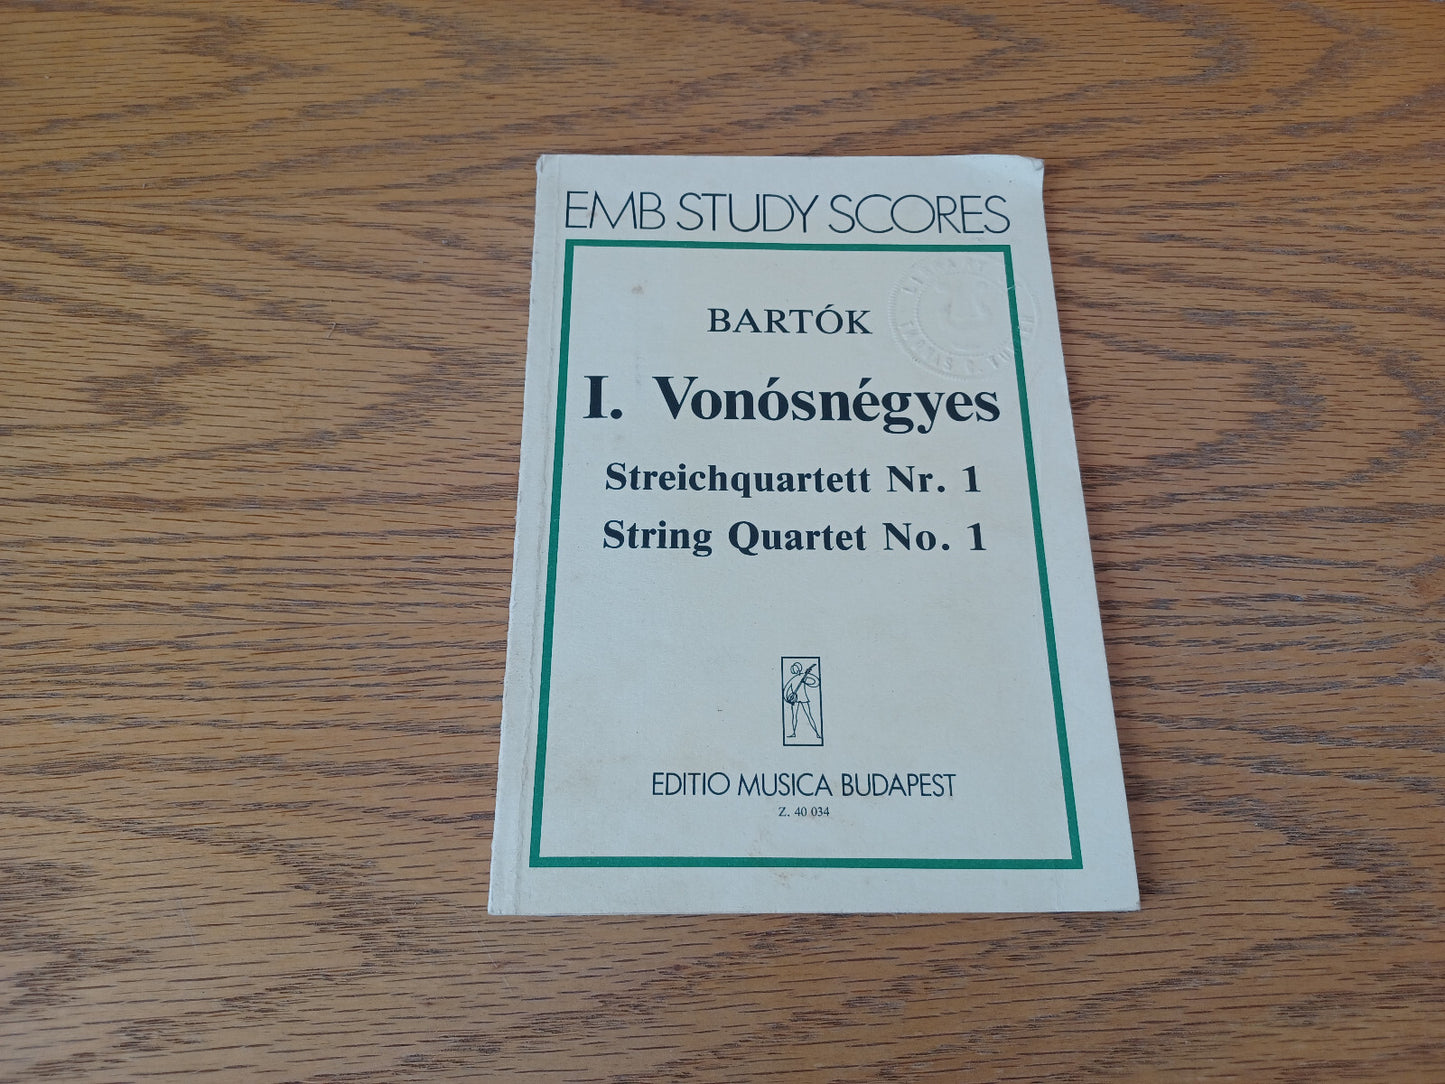 EMB STUDY SCORES
BARTÓK
I. Vonósnégyes
Streichquartett Nr. 1
String Quartet No. 1
EDITIO MUSICA BUDAPEST
Z. 40 034